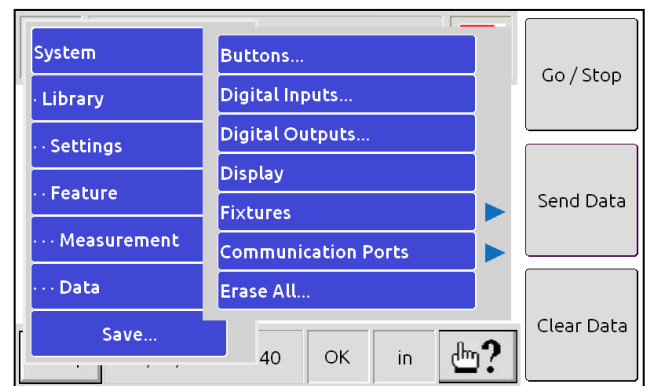 System
· Library
· · Settings
· · Feature
· · · Measurement
· · · Data
Save...
Buttons...
Digital Inputs...
Digital Outputs...
Display
Fixtures
Communication Ports
Erase All...
Go / Stop
Send Data
Clear Data
40
OK
in
?